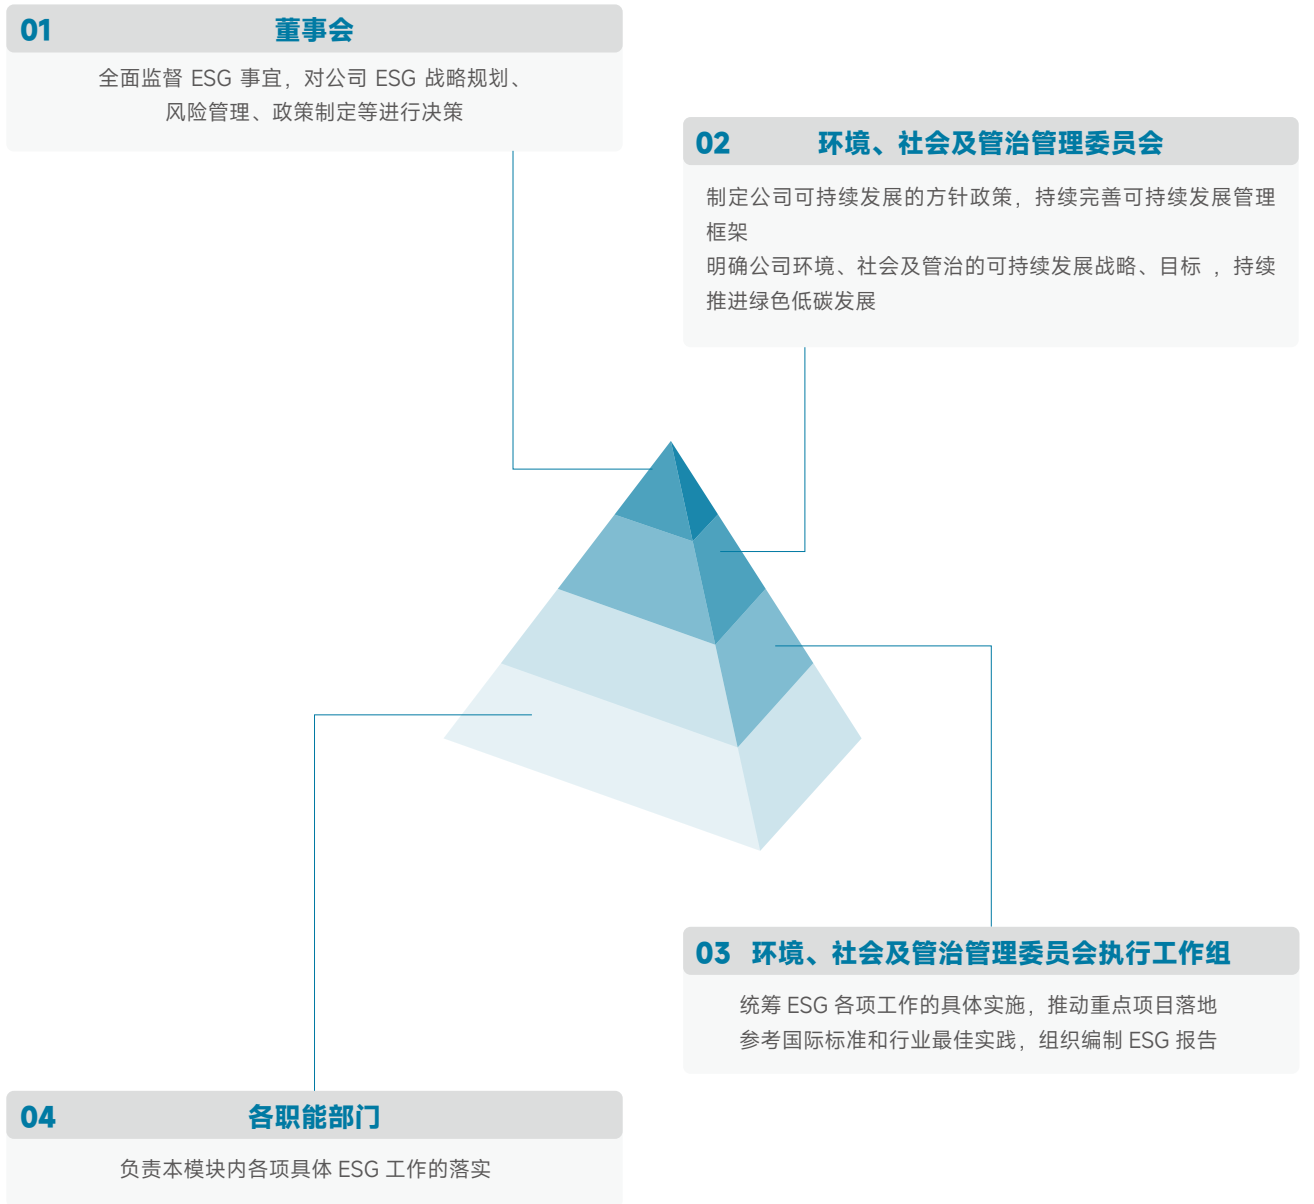 01 董事会
全面监督 ESG 事宜，对公司 ESG 战略规划、
风险管理、政策制定等进行决策
02 环境、社会及管治管理委员会
制定公司可持续发展的方针政策，持续完善可持续发展管理
框架
明确公司环境、社会及管治的可持续发展战略、目标 ，持续
推进绿色低碳发展
03 环境、社会及管治管理委员会执行工作组
统筹 ESG 各项工作的具体实施，推动重点项目落地
参考国际标准和行业最佳实践，组织编制 ESG 报告
04 各职能部门
负责本模块内各项具体 ESG 工作的落实